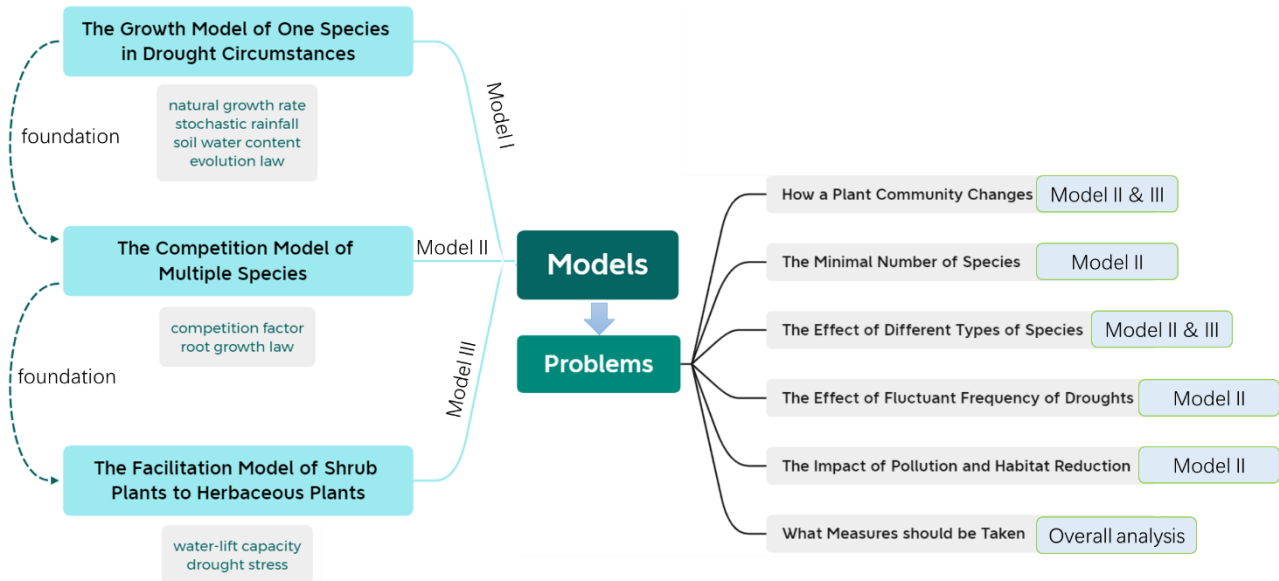 The Growth Model of One Species
in Drought Circumstances
natural growth rate
stochastic rainfall
soil water content
evolution law
foundation
Model I
The Competition Model of
Multiple Species
Model II
competition factor
root growth law
foundation
Model III
The Facilitation Model of Shrub
Plants to Herbaceous Plants
water-lift capacity
drought stress
Models
Problems
How a Plant Community Changes Model II & III
The Minimal Number of Species Model II
The Effect of Different Types of Species Model II & III
The Effect of Fluctuant Frequency of Droughts Model II
The Impact of Pollution and Habitat Reduction Model II
What Measures should be Taken Overall analysis